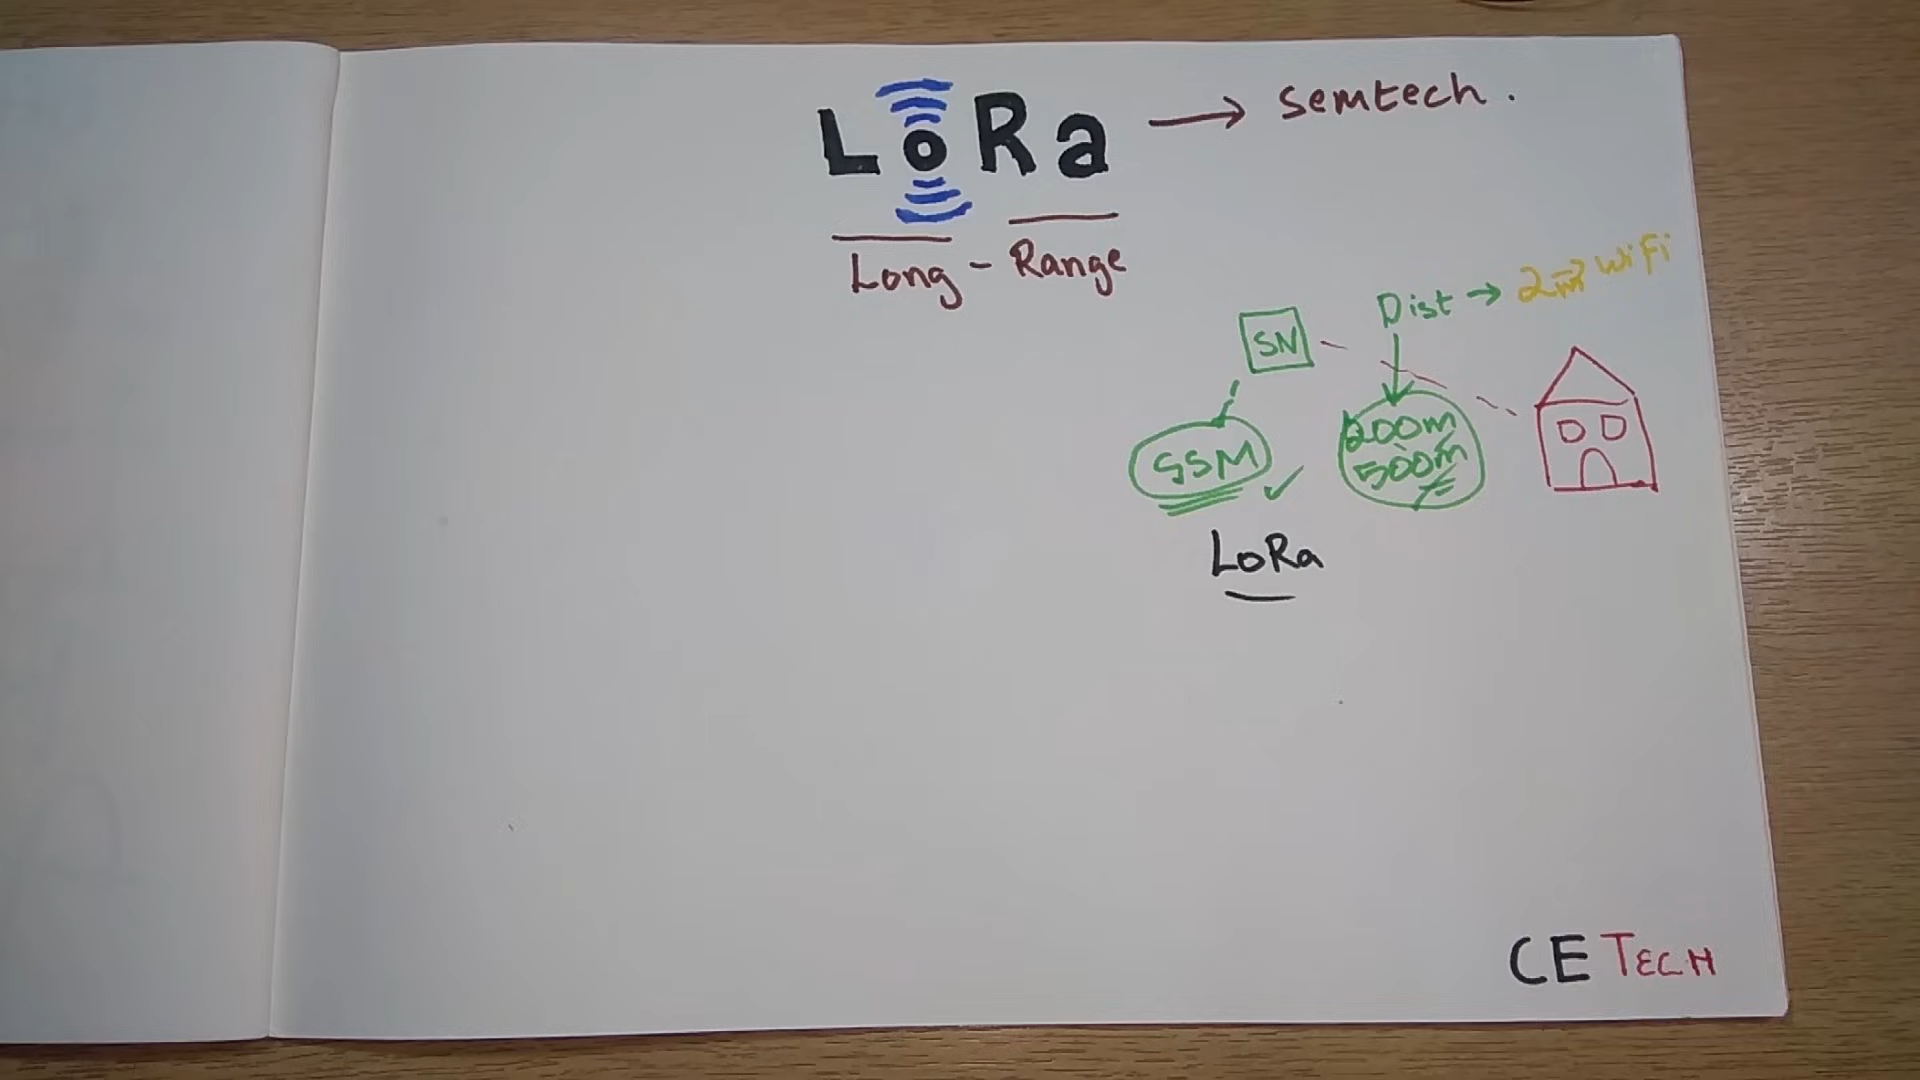 LoRa → semtech.
Long - Range
Dist → 2m WiFi
SN
GSM ✓
200m
500m
LoRa
CE TECH